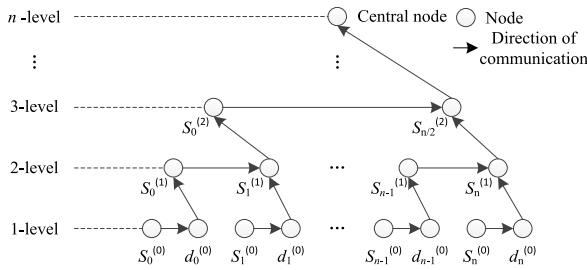 n-level Central node Node
Direction of
communication
⋮ ⋮
3-level
S₀⁽²⁾ Sₙ/₂⁽²⁾
2-level ...
S₀⁽¹⁾ S₁⁽¹⁾ Sₙ₋₁⁽¹⁾ Sₙ⁽¹⁾
1-level ...
S₀⁽⁰⁾ d₀⁽⁰⁾ S₁⁽⁰⁾ d₁⁽⁰⁾ Sₙ₋₁⁽⁰⁾ dₙ₋₁⁽⁰⁾ Sₙ⁽⁰⁾ dₙ⁽⁰⁾